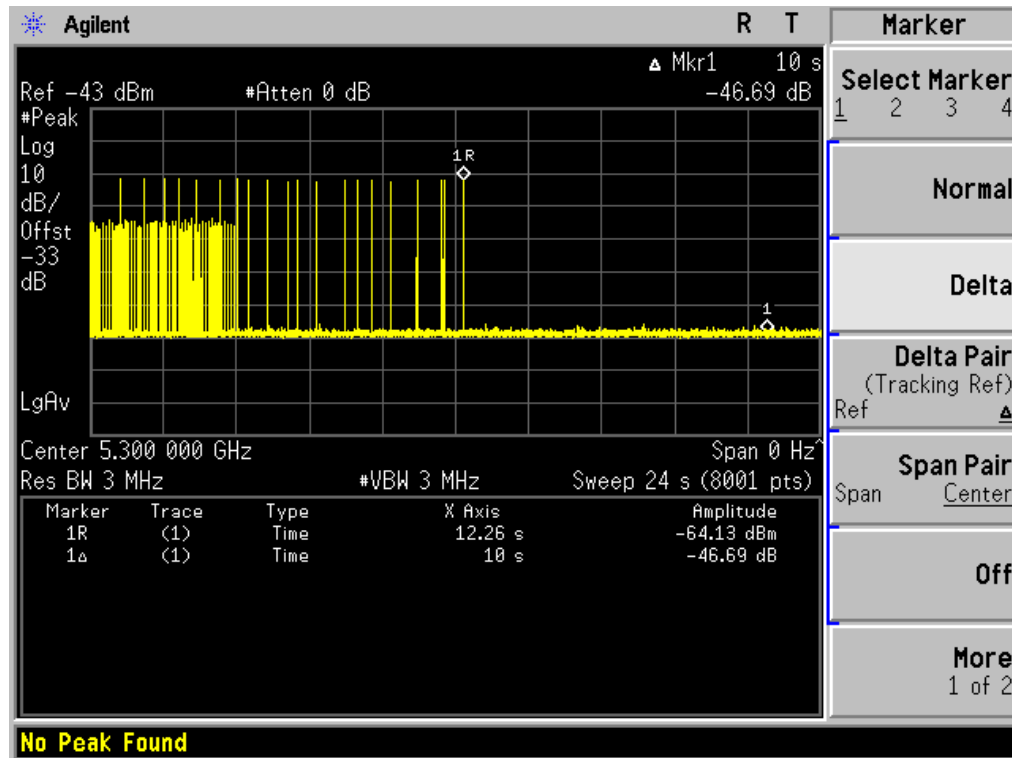 Agilent R T
Marker
Δ Mkr1 10 s
Ref -43 dBm #Atten 0 dB -46.69 dB
#Peak
Log
10
dB/
Offst
-33
dB
1R
1
LgAv
Center 5.300 000 GHz Span 0 Hz^
Res BW 3 MHz #VBW 3 MHz Sweep 24 s (8001 pts)
Marker Trace Type X Axis Amplitude
1R (1) Time 12.26 s -64.13 dBm
1Δ (1) Time 10 s -46.69 dB
Select Marker
1 2 3 4
Normal
Delta
Delta Pair
(Tracking Ref)
Ref Δ
Span Pair
Span Center
Off
More
1 of 2
No Peak Found